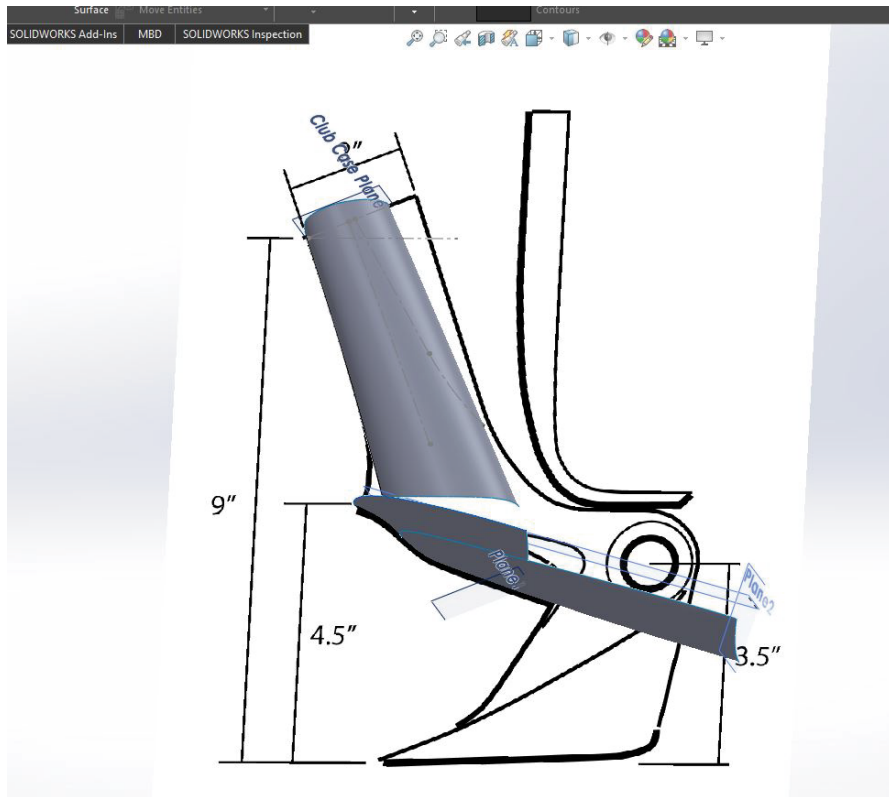 Surface
Move Entities
Contours
SOLIDWORKS Add-Ins
MBD
SOLIDWORKS Inspection
Club Case Plane
9"
4.5"
Plane
Plane2
3.5"